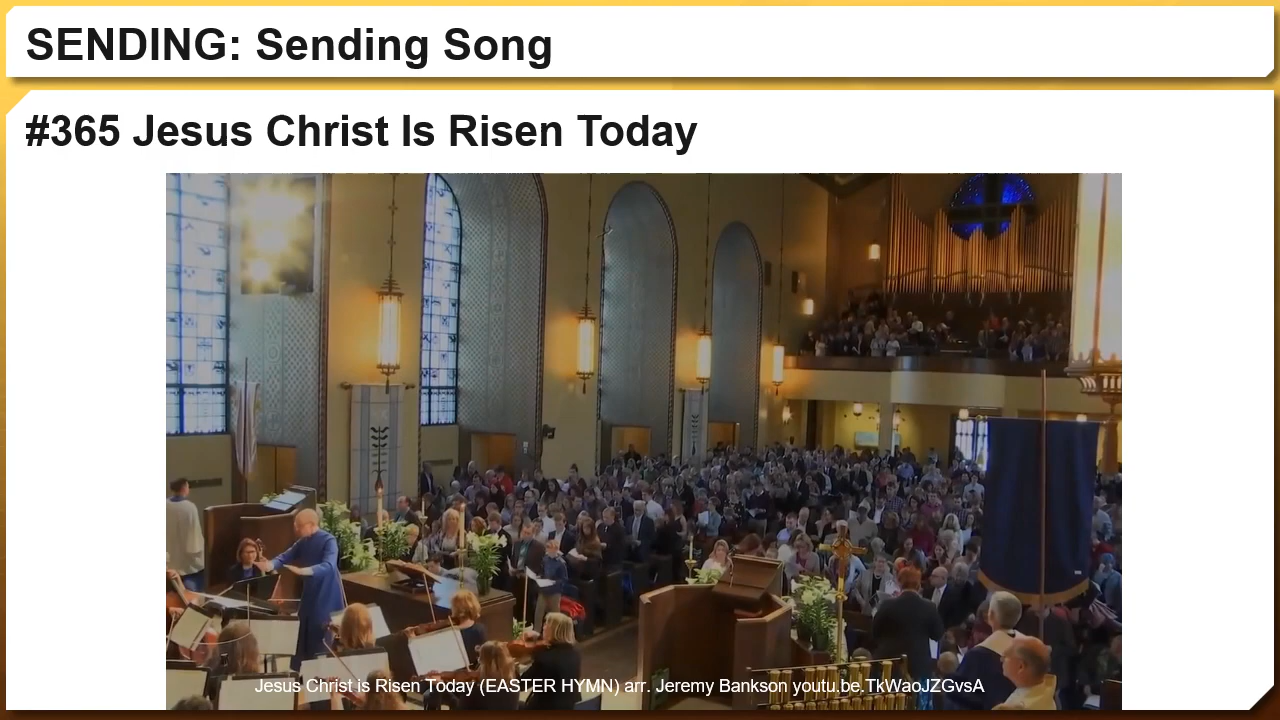 SENDING: Sending Song
#365 Jesus Christ Is Risen Today
Jesus Christ is Risen Today (EASTER HYMN) arr. Jeremy Bankson youtu.be.TkWaoJZGvsA